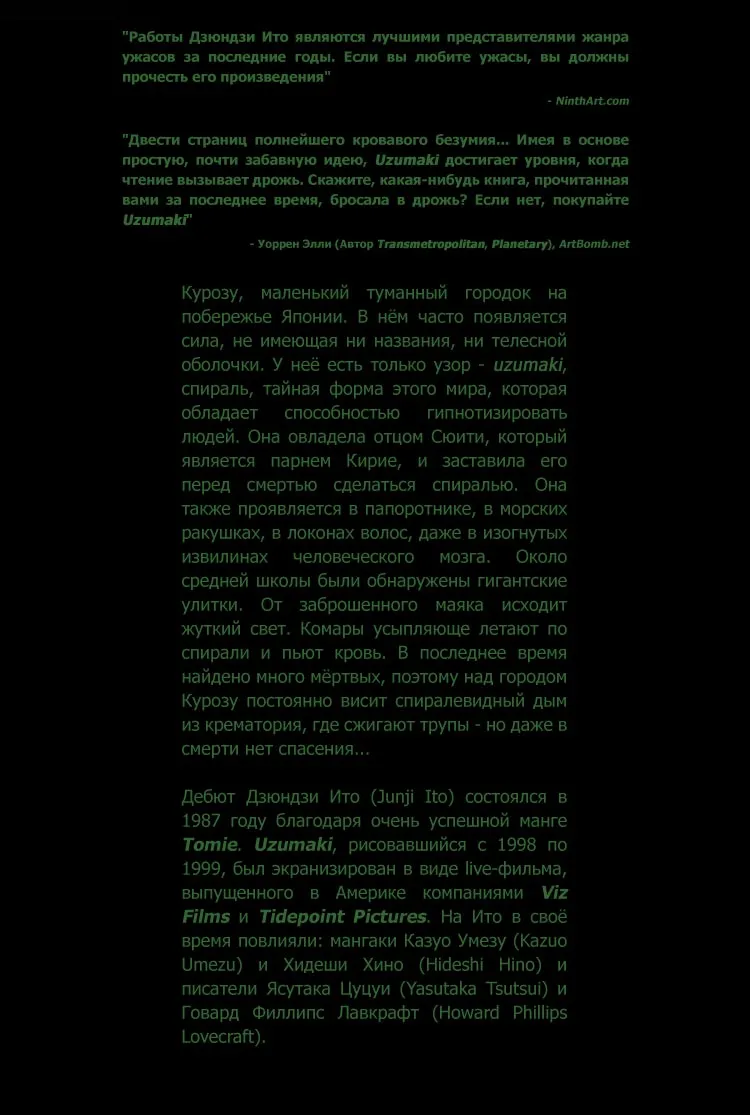 "Работы Дзюндзи Ито являются лучшими представителями жанра
ужасов за последние годы. Если вы любите ужасы, вы должны
прочесть его произведения"
- NinthArt.com
"Двести страниц полнейшего кровавого безумия... Имея в основе
простую, почти забавную идею, Uzumaki достигает уровня, когда
чтение вызывает дрожь. Скажите, какая-нибудь книга, прочитанная
вами за последнее время, бросала в дрожь? Если нет, покупайте
Uzumaki"
- Уоррен Элли (Автор Transmetropolitan, Planetary), ArtBomb.net
Курозу, маленький туманный городок на
побережье Японии. В нём часто появляется
сила, не имеющая ни названия, ни телесной
оболочки. У неё есть только узор - uzumaki,
спираль, тайная форма этого мира, которая
обладает способностью гипнотизировать
людей. Она овладела отцом Сюити, который
является парнем Кирие, и заставила его
перед смертью сделаться спиралью. Она
также проявляется в папоротнике, в морских
ракушках, в локонах волос, даже в изогнутых
извилинах человеческого мозга. Около
средней школы были обнаружены гигантские
улитки. От заброшенного маяка исходит
жуткий свет. Комары усыпляюще летают по
спирали и пьют кровь. В последнее время
найдено много мёртвых, поэтому над городом
Курозу постоянно висит спиралевидный дым
из крематория, где сжигают трупы - но даже в
смерти нет спасения...
Дебют Дзюндзи Ито (Junji Ito) состоялся в
1987 году благодаря очень успешной манге
Tomie. Uzumaki, рисовавшийся с 1998 по
1999, был экранизирован в виде live-фильма,
выпущенного в Америке компаниями Viz
Films и Tidepoint Pictures. На Ито в своё
время повлияли: мангаки Казуо Умезу (Kazuo
Umezu) и Хидеши Хино (Hideshi Hino) и
писатели Ясутака Цуцуи (Yasutaka Tsutsui) и
Говард Филлипс Лавкрафт (Howard Phillips
Lovecraft).